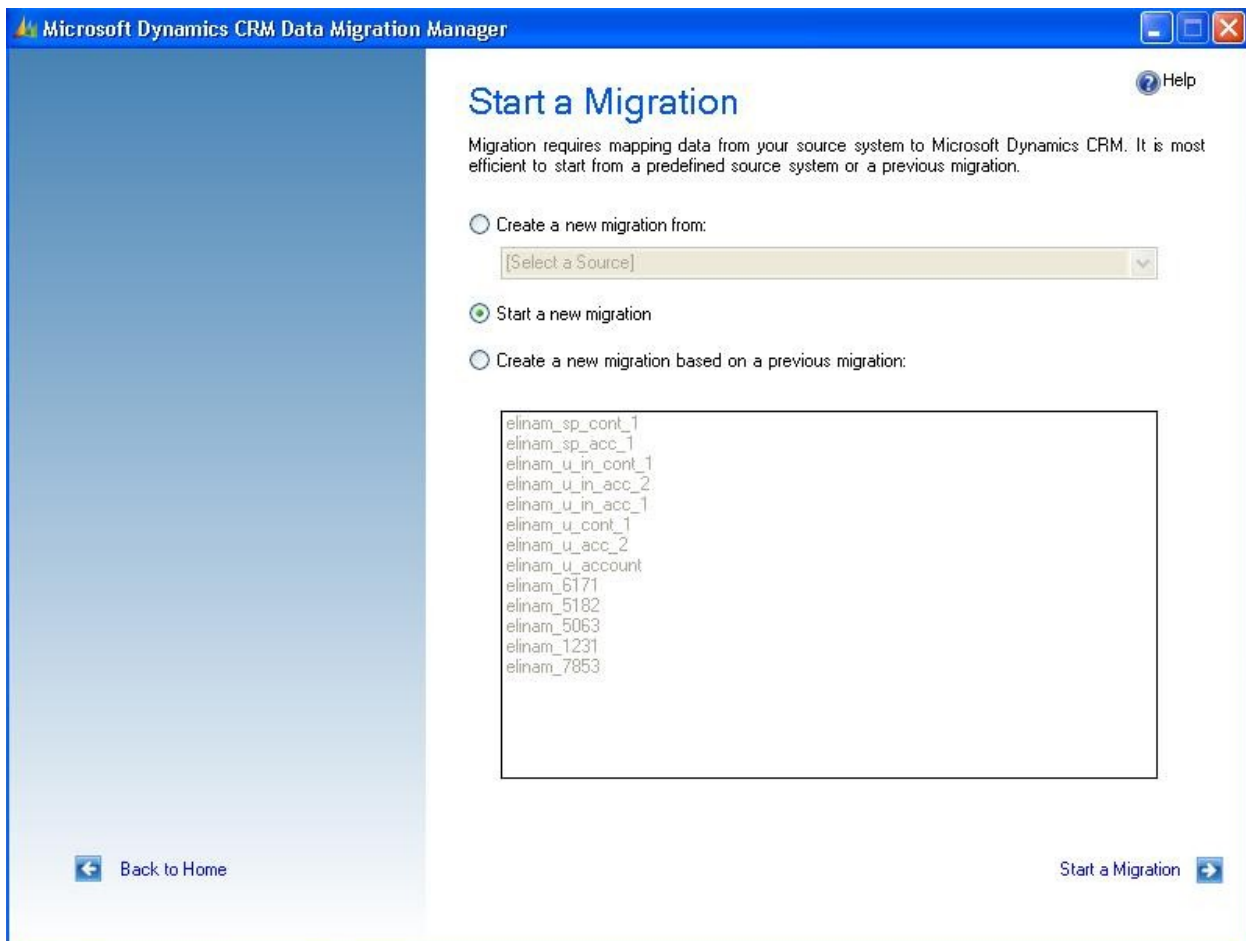 Microsoft Dynamics CRM Data Migration Manager
Help
Start a Migration
Migration requires mapping data from your source system to Microsoft Dynamics CRM. It is most
efficient to start from a predefined source system or a previous migration.
Create a new migration from:
[Select a Source]
Start a new migration
Create a new migration based on a previous migration:
elinam_sp_cont_1
elinam_sp_acc_1
elinam_u_in_cont_1
elinam_u_in_acc_2
elinam_u_in_acc_1
elinam_u_cont_1
elinam_u_acc_2
elinam_u_account
elinam_6171
elinam_5182
elinam_5063
elinam_1231
elinam_7853
Back to Home
Start a Migration